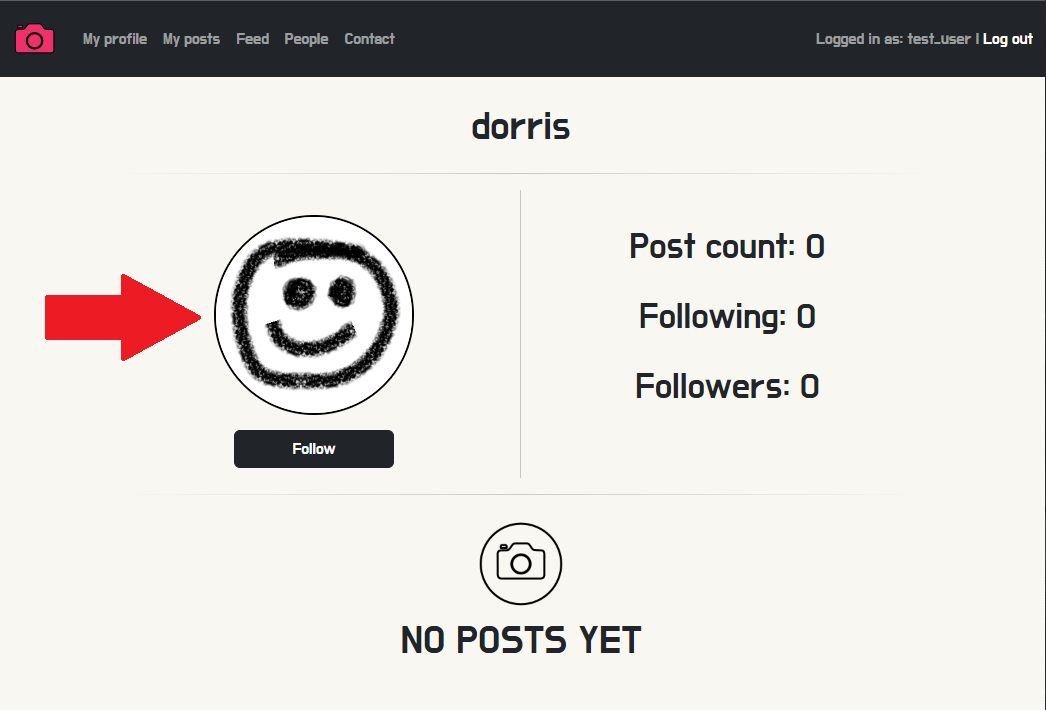 My profile My posts Feed People Contact Logged in as: test_user | Log out
dorris
Post count: 0
Following: 0
Followers: 0
Follow
NO POSTS YET